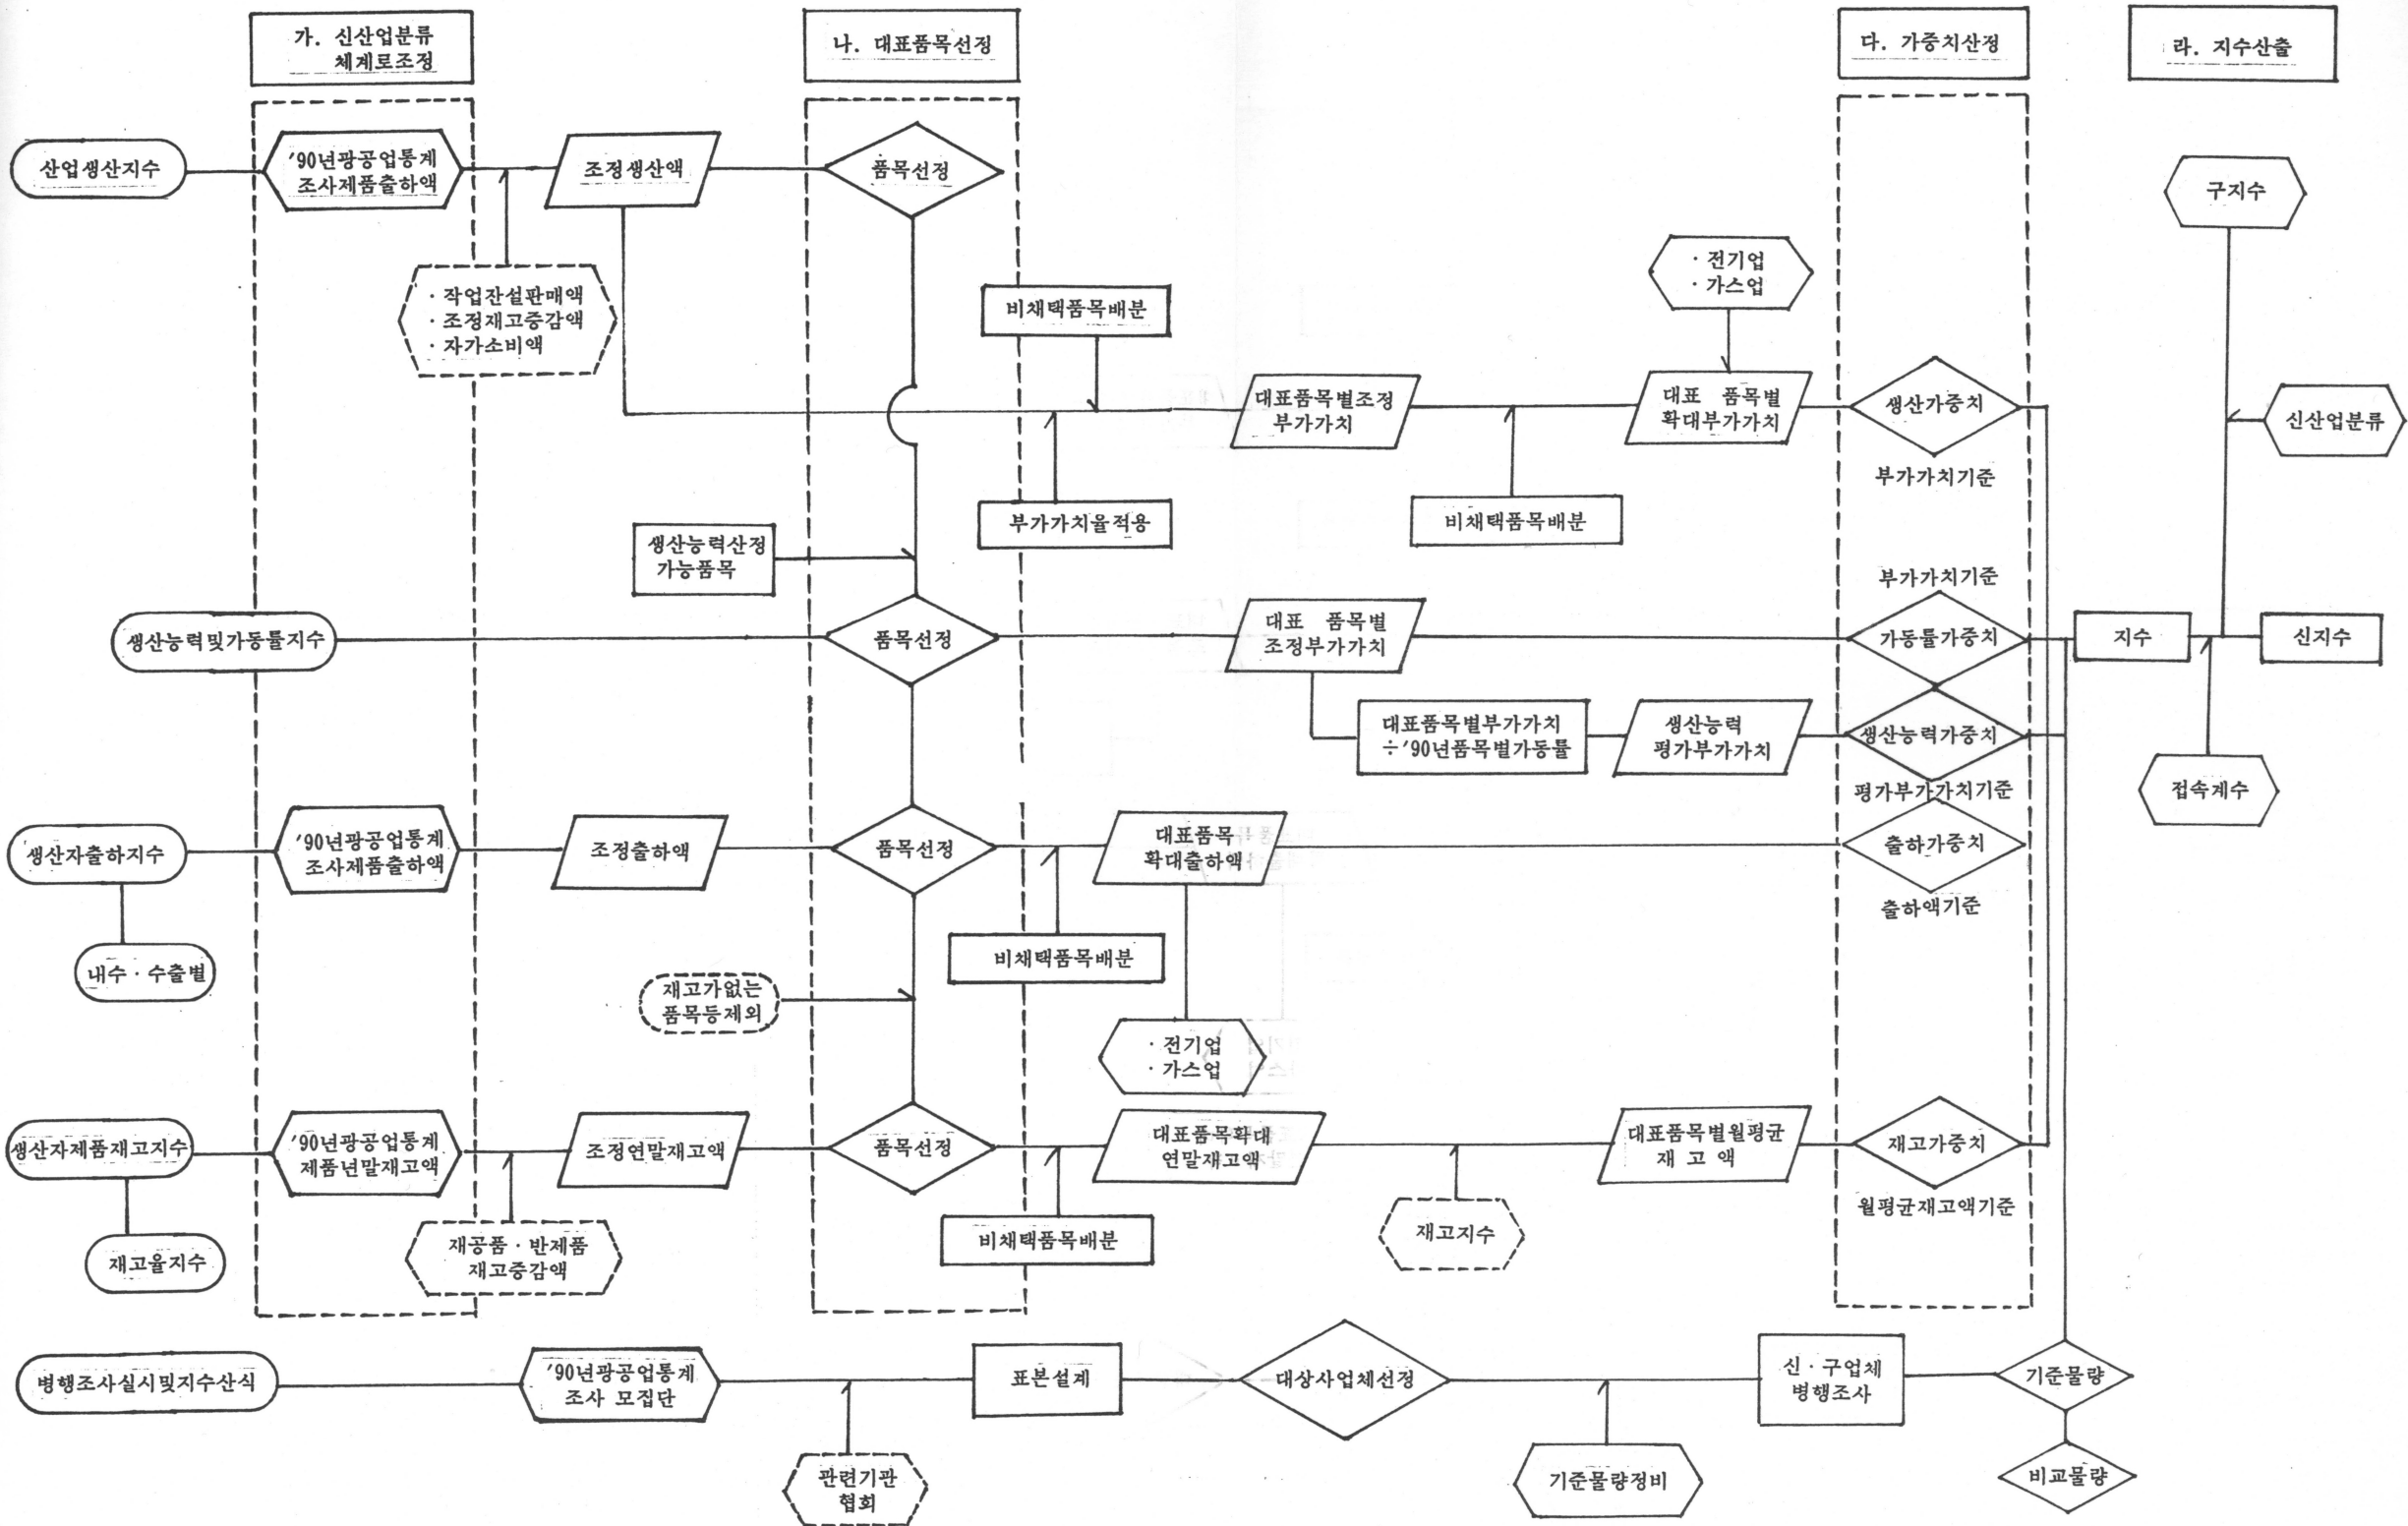 가. 신산업분류
체계로조정
나. 대표품목선정
다. 가중치산정
라. 지수산출
산업생산지수
'90년광공업통계
조사제품출하액
조정생산액
품목선정
· 작업잔설판매액
· 조정재고증감액
· 자가소비액
구지수
· 전기업
· 가스업
비채택품목배분
대표품목별조정
부가가치
대표 품목별
확대부가가치
생산가중치
부가가치기준
신산업분류
부가가치율적용
비채택품목배분
생산능력산정
가능품목
생산능력및가동률지수
품목선정
대표 품목별
조정부가가치
부가가치기준
가동률가중치
지수
신지수
대표품목별부가가치
÷'90년품목별가동률
생산능력
평가부가가치
생산능력가중치
평가부가가치기준
접속계수
생산자출하지수
'90년광공업통계
조사제품출하액
조정출하액
품목선정
대표품목
확대출하액
출하가중치
출하액기준
내수 · 수출별
비채택품목배분
재고가없는
품목등제외
· 전기업
· 가스업
생산자제품재고지수
'90년광공업통계
제품년말재고액
조정연말재고액
품목선정
대표품목확대
연말재고액
대표품목별월평균
재 고 액
재고가중치
월평균재고액기준
재고율지수
재공품 · 반제품
재고증감액
비채택품목배분
재고지수
병행조사실시및지수산식
'90년광공업통계
조사 모집단
표본설계
대상사업체선정
신 · 구업체
병행조사
기준물량
관련기관
협회
기준물량정비
비교물량